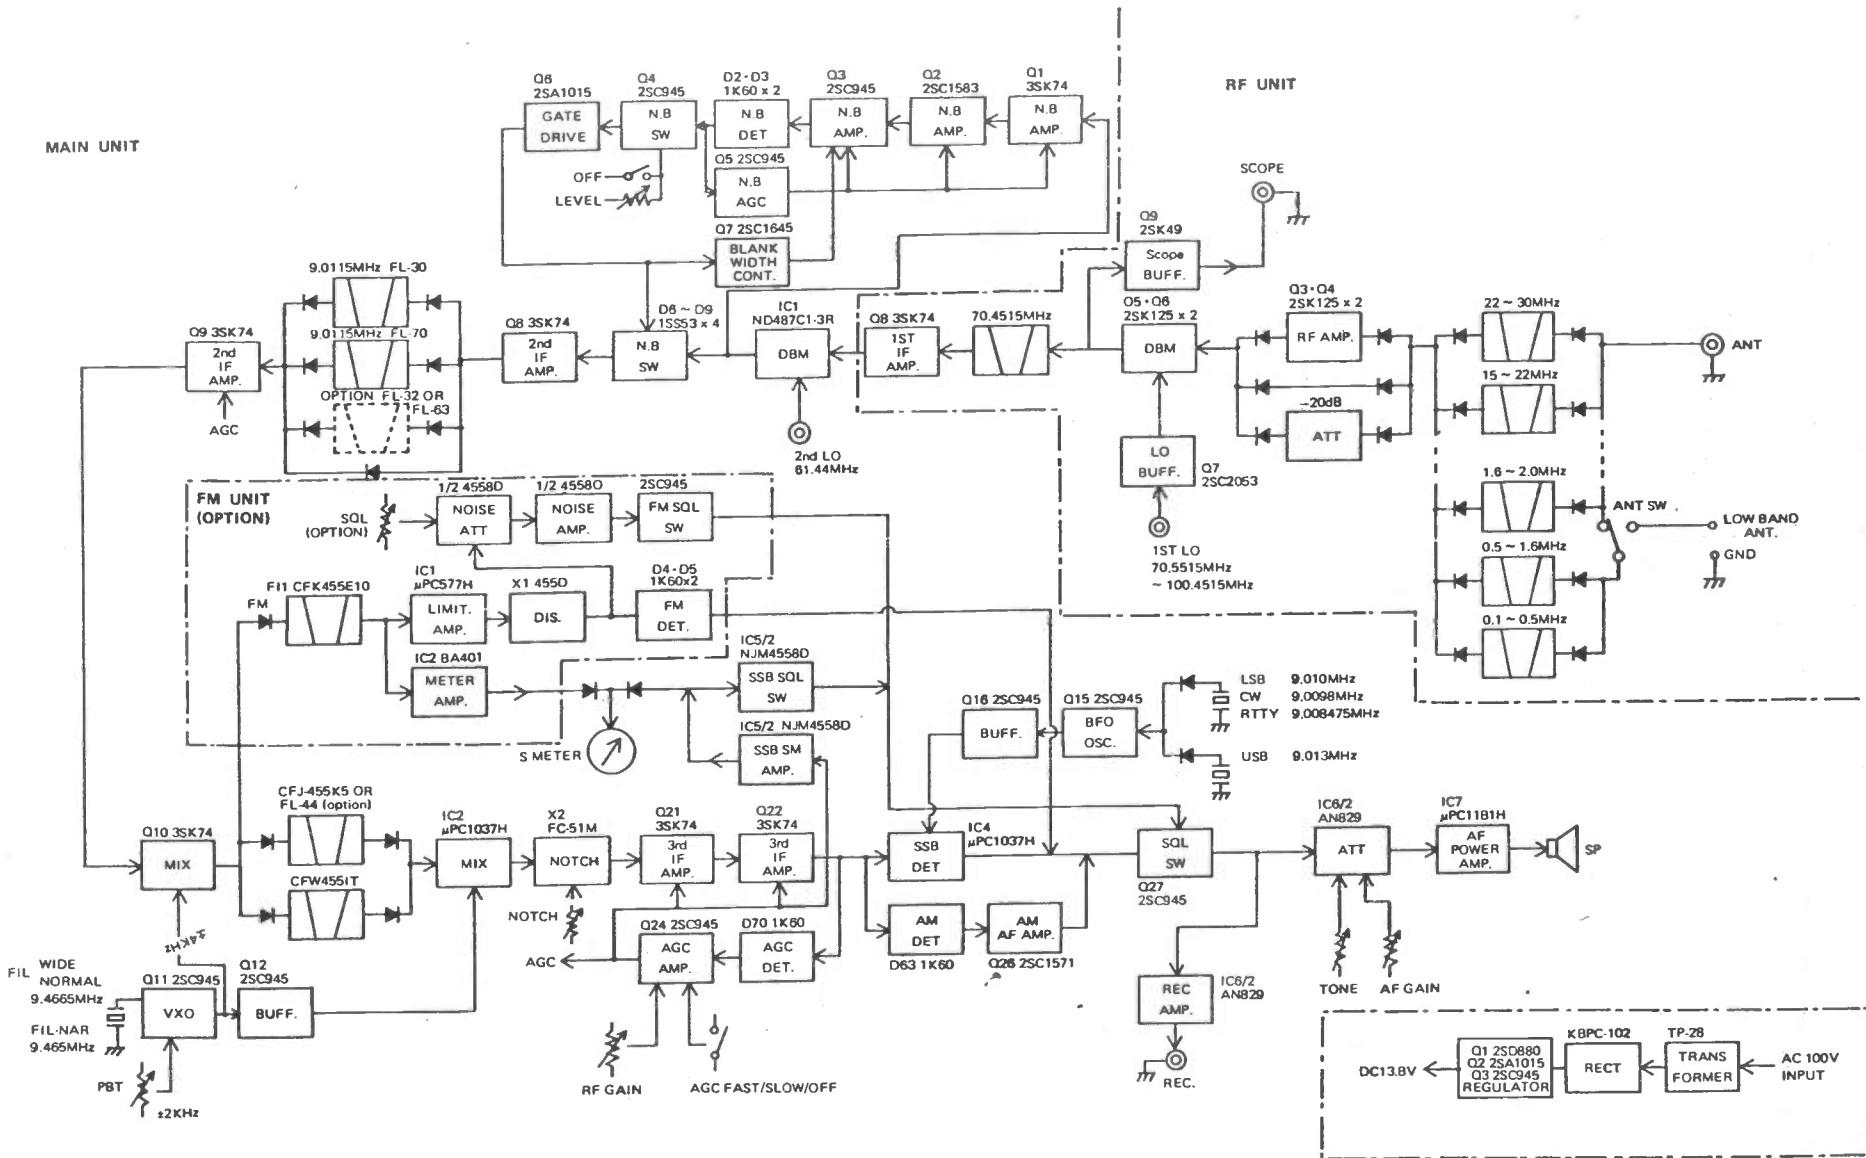 MAIN UNIT
RF UNIT
Q6
2SA1015
GATE
DRIVE
Q4
2SC945
N.B
SW
D2-D3
1K60 x 2
N.B
DET
Q3
2SC945
N.B
AMP.
Q2
2SC1583
N.B
AMP.
Q1
3SK74
N.B
AMP.
OFF
LEVEL
Q5 2SC945
N.B
AGC
Q7 2SC1645
BLANK
WIDTH
CONT.
SCOPE
Q9
2SK49
Scope
BUFF.
9.0115MHz FL-30
9.0115MHz FL-70
OPTION FL-32 OR
FL-63
Q9 3SK74
2nd
IF
AMP.
AGC
Q8 3SK74
2nd
IF
AMP.
D6 ~ D9
1SS53 x 4
N.B
SW
IC1
ND487C1-3R
DBM
2nd LO
61.44MHz
Q8 3SK74
1ST
IF
AMP.
70.4515MHz
Q5 · Q6
2SK125 x 2
DBM
LO
BUFF.
Q7
2SC2053
1ST LO
70.5515MHz
~ 100.4515MHz
Q3 · Q4
2SK125 x 2
RF AMP.
-20dB
ATT
22 ~ 30MHz
15 ~ 22MHz
1.6 ~ 2.0MHz
0.5 ~ 1.6MHz
0.1 ~ 0.5MHz
ANT
ANT SW
LOW BAND
ANT.
GND
FM UNIT
(OPTION)
SQL
(OPTION)
1/2 4558D
NOISE
ATT
1/2 4558D
NOISE
AMP.
2SC945
FM SQL
SW
FM
FI1 CFK455E10
IC1
μPC577H
LIMIT.
AMP.
X1 455D
DIS.
D4 - D5
1K60x2
FM
DET.
IC2 BA401
METER
AMP.
S METER
IC5/2
NJM4558D
SSB SQL
SW
IC5/2 NJM4558D
SSB SM
AMP.
Q16 2SC945
BUFF.
Q15 2SC945
BFO
OSC.
LSB 9.010MHz
CW 9.0098MHz
RTTY 9.008475MHz
USB 9.013MHz
Q10 3SK74
MIX
CFJ-455K5 OR
FL-44 (option)
CFW455IT
IC2
μPC1037H
MIX
X2
FC-51M
NOTCH
NOTCH
Q21
3SK74
3rd
IF
AMP.
Q22
3SK74
3rd
IF
AMP.
IC4
μPC1037H
SSB
DET
AM
DET
D63 1K60
AM
AF AMP.
Q26 2SC1571
SQL
SW
Q27
2SC945
IC6/2
AN829
ATT
IC7
μPC1181H
AF
POWER
AMP.
SP
TONE
AF GAIN
IC6/2
AN829
REC
AMP.
REC.
AGC
Q24 2SC945
AGC
AMP.
D70 1K60
AGC
DET.
RF GAIN
AGC FAST/SLOW/OFF
±4KHz
FIL WIDE
NORMAL
9.4665MHz
FIL-NAR
9.465MHz
Q11 2SC945
VXO
Q12
2SC945
BUFF.
PBT
±2KHz
DC13.8V
Q1 2SD880
Q2 2SA1015
Q3 2SC945
REGULATOR
KBPC-102
RECT
TP-28
TRANS
FORMER
AC 100V
INPUT